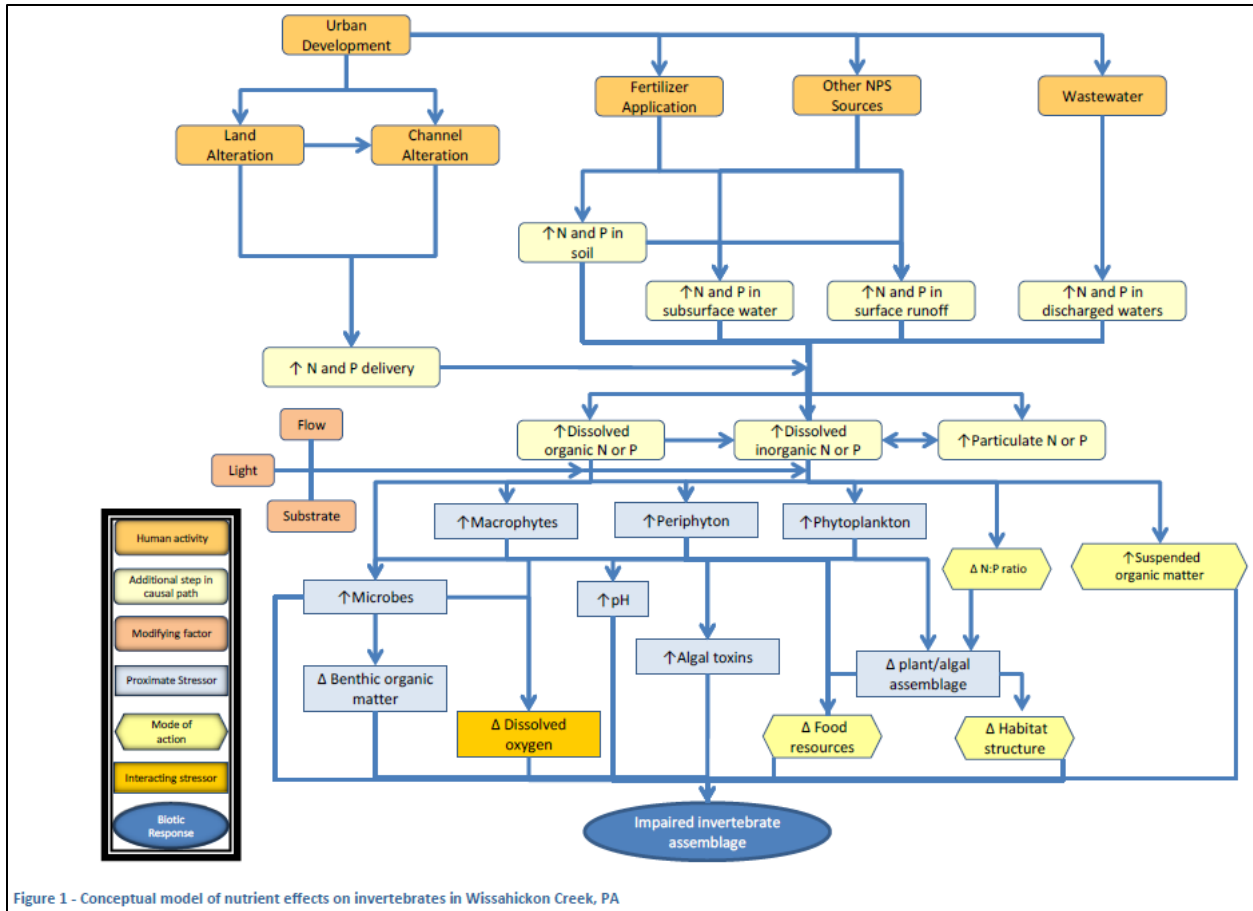 Urban
Development
Fertilizer
Application
Other NPS
Sources
Wastewater
Land
Alteration
Channel
Alteration
↑N and P in
soil
↑N and P in
subsurface water
↑N and P in
surface runoff
↑N and P in
discharged waters
↑ N and P delivery
Flow
Light
Substrate
↑Dissolved
organic N or P
↑Dissolved
inorganic N or P
↑Particulate N or P
↑Macrophytes
↑Periphyton
↑Phytoplankton
Δ N:P ratio
↑Suspended
organic matter
↑Microbes
↑pH
↑Algal toxins
Δ plant/algal
assemblage
Δ Benthic organic
matter
Δ Dissolved
oxygen
Δ Food
resources
Δ Habitat
structure
Impaired invertebrate
assemblage
Human activity
Additional step in
causal path
Modifying factor
Proximate Stressor
Mode of
action
Interacting stressor
Biotic
Response
Figure 1 - Conceptual model of nutrient effects on invertebrates in Wissahickon Creek, PA